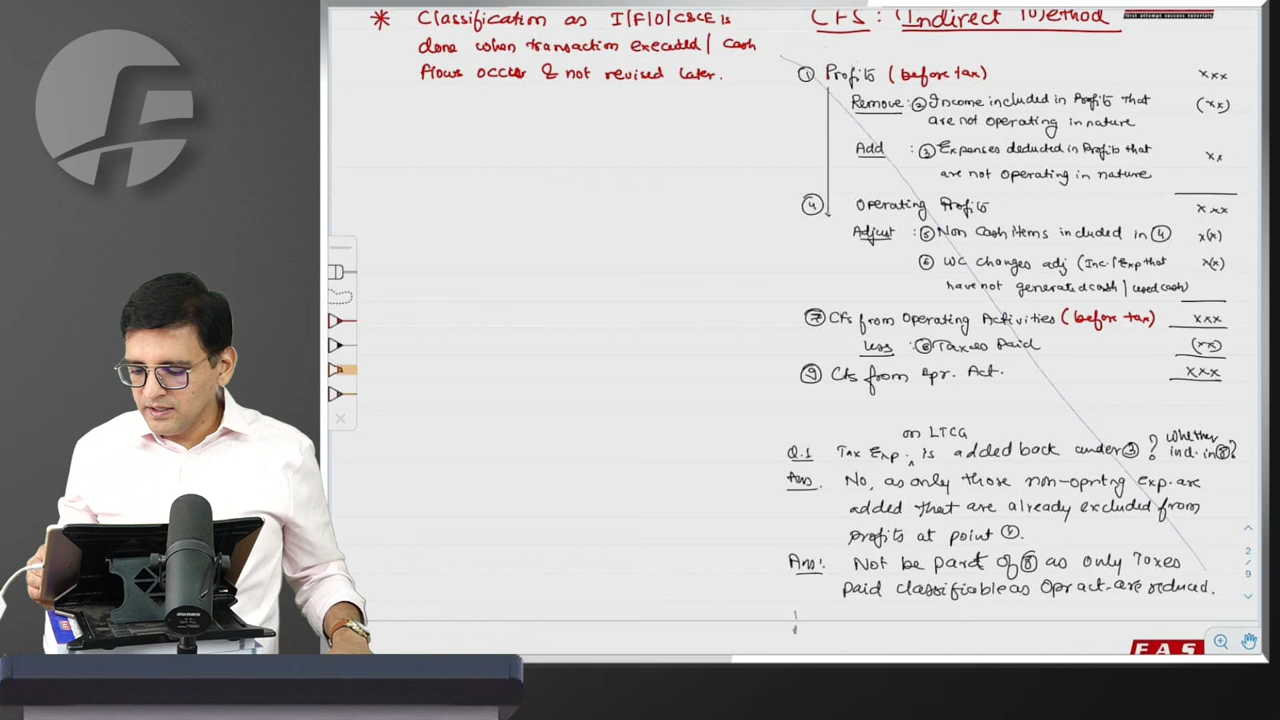 * Classification as I/F/O/C&CE is
done when transaction executed/ cash
flows occur & not revised later.
CFS : (Indirect Method)
first attempt success tutorials
① Profits (before tax) xxx
Remove: ② Income included in Profits that (xx)
are not operating in nature
Add : ③ Expenses deducted in Profits that
are not Operating in nature xx
④ Operating Profits xxx
Adjust : ⑤ Non Cash items included in ④ x(x)
⑥ WC changes adj (Inc./Exp that x(x)
have not generated cash/used cash)
⑦ CFs from Operating Activities (before tax) xxx
less : ⑧ Taxes Paid (xx)
⑨ CFs from Opr. Act. xxx
on LTCG
Q.1 Tax Exp. ^ is added back under ③ ? Whether
incl. in ⑧?
Ans. No, as only those non-oprtng exp. are
added that are already excluded from
profits at point ①.
Ans: Not be part of ⑧ as only Taxes
paid classifiable as Opr act. are reduced.
2
/
9
FAS